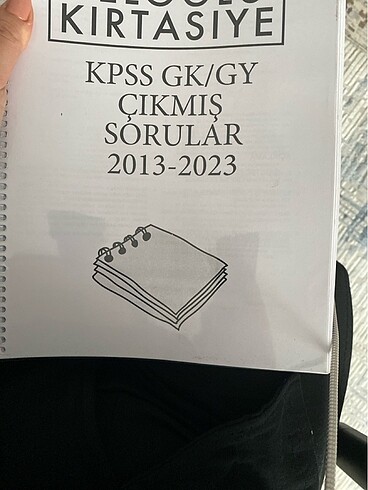 KIRTASIYE
KPSS GK/GY
ÇIKMIŞ
SORULAR
2013-2023